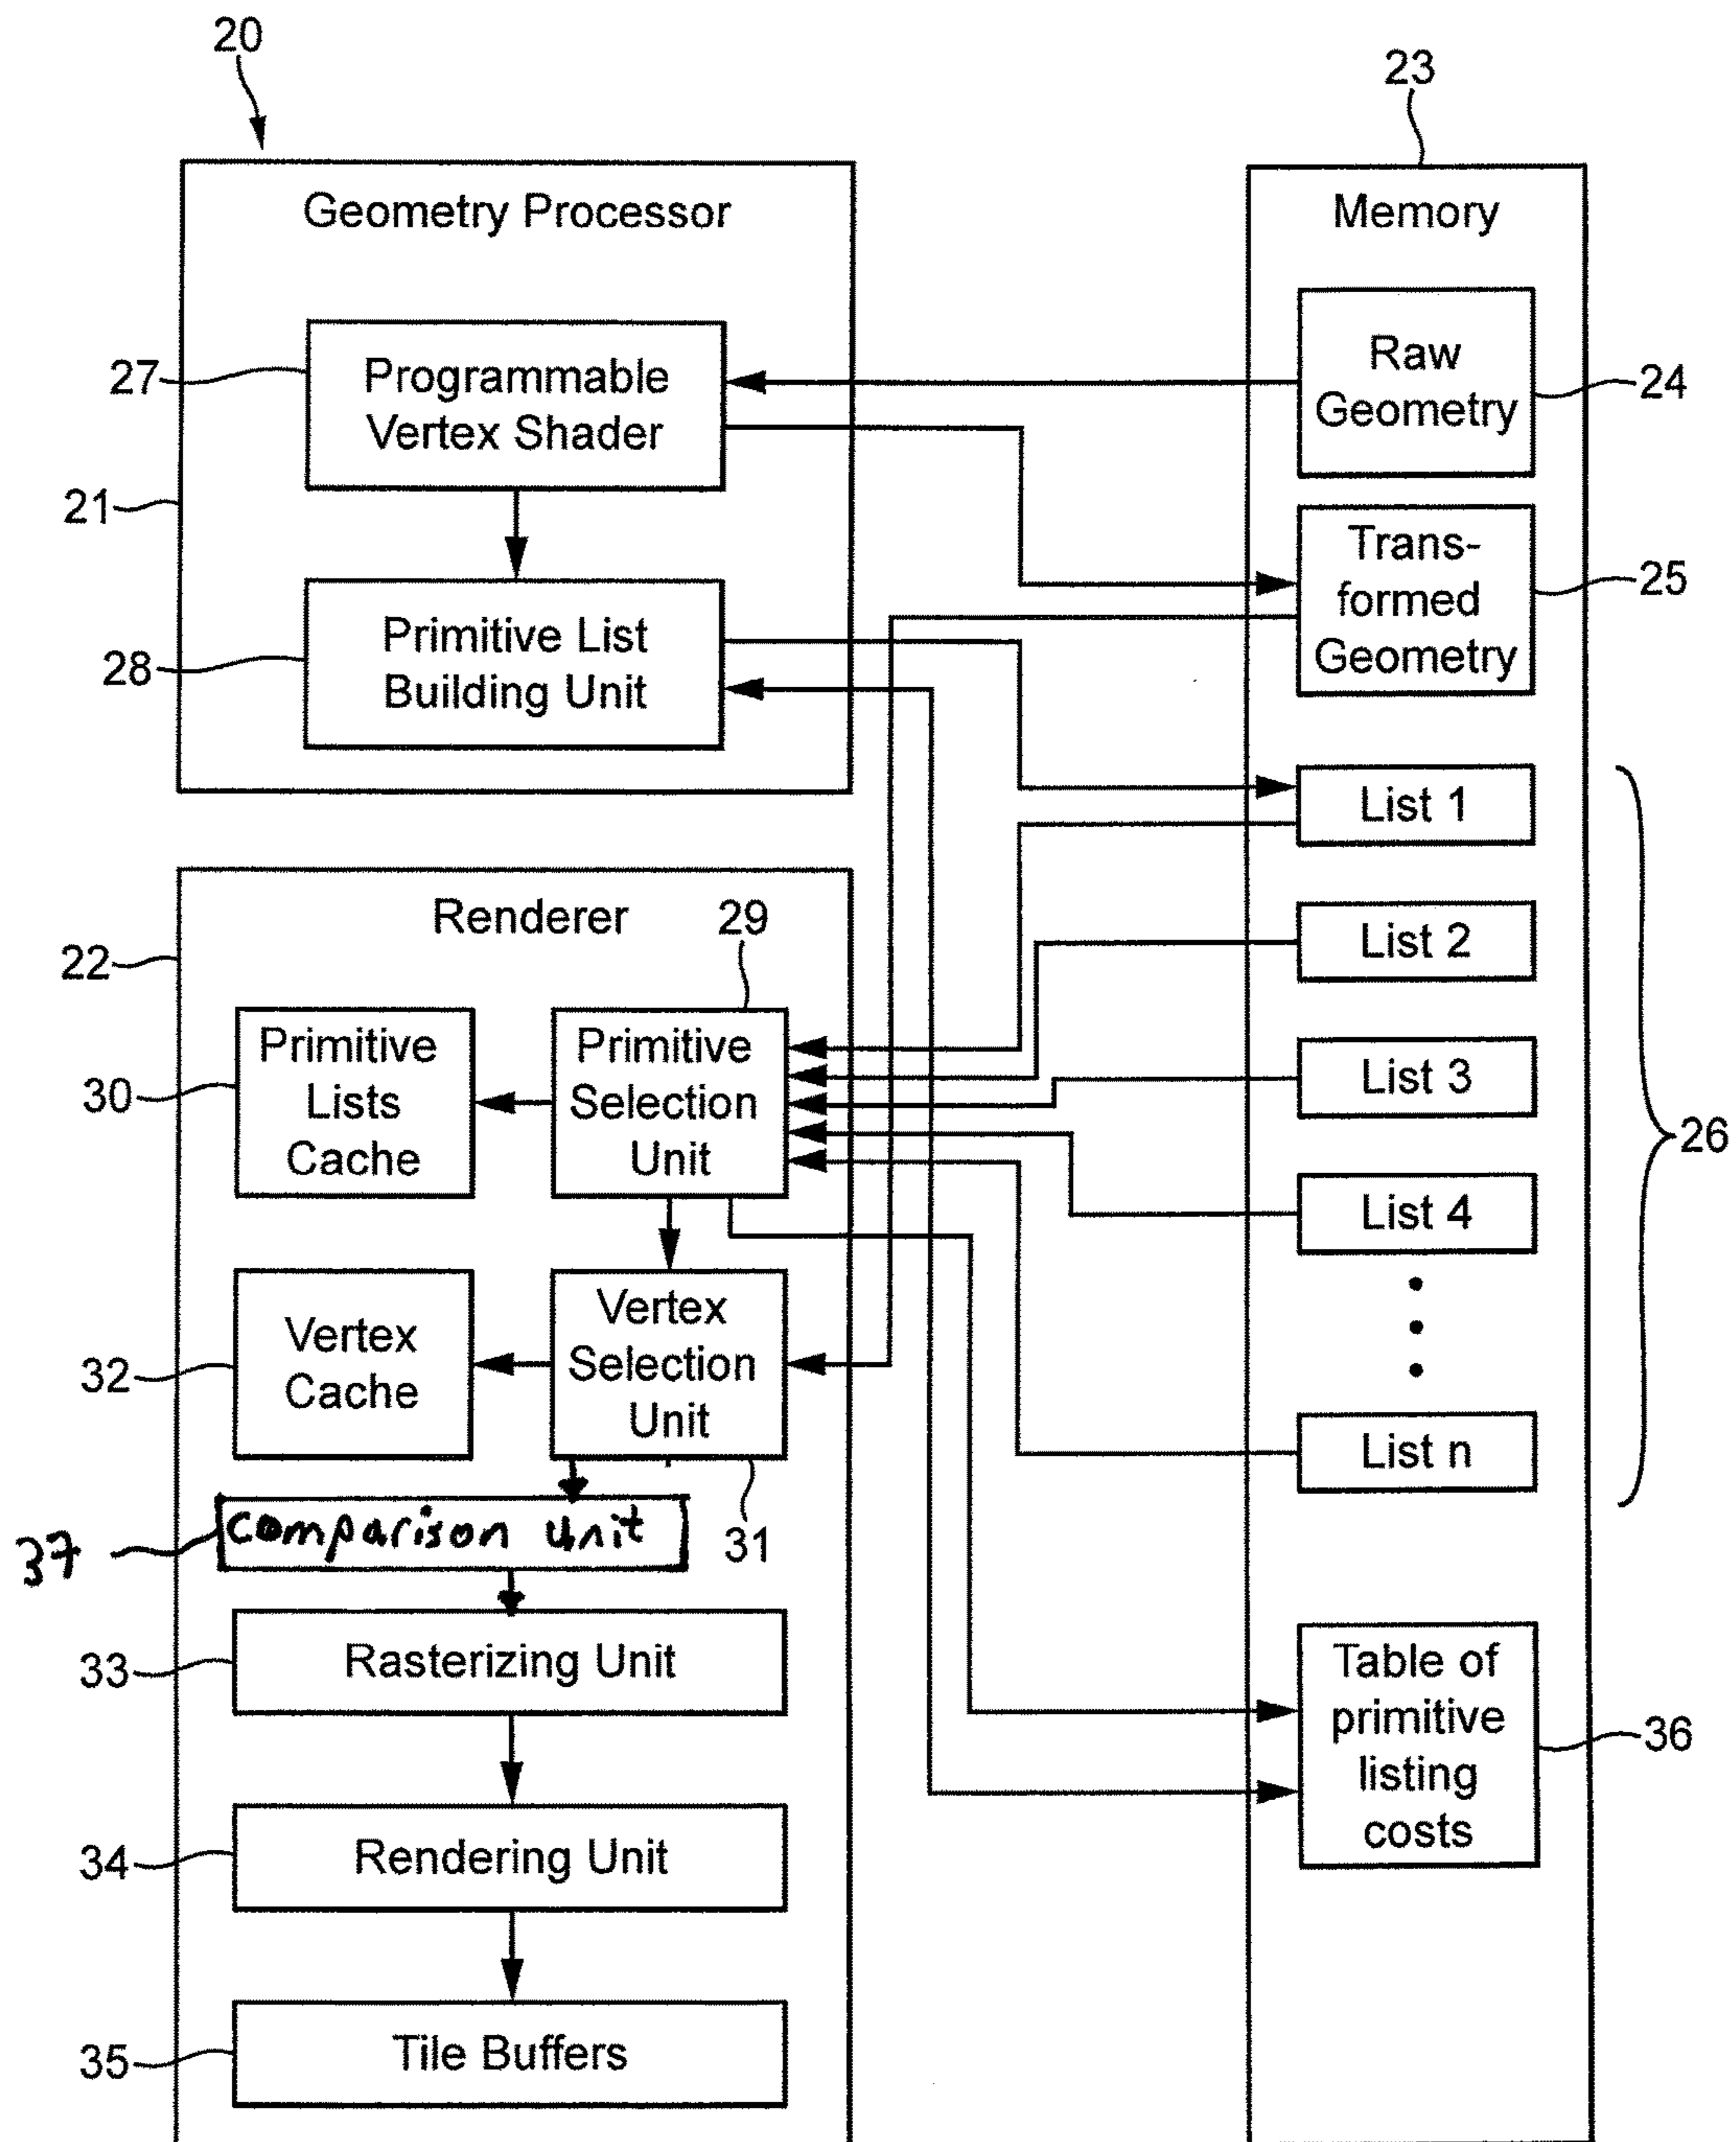 20
23
Geometry Processor
Memory
27
Programmable
Vertex Shader
Raw
Geometry
24
21
28
Primitive List
Building Unit
Trans-
formed
Geometry
25
List 1
List 2
List 3
List 4
List n
26
Renderer
22
29
30
Primitive
Lists
Cache
Primitive
Selection
Unit
32
Vertex
Cache
Vertex
Selection
Unit
31
37
comparison unit
33
Rasterizing Unit
34
Rendering Unit
35
Tile Buffers
Table of
primitive
listing
costs
36